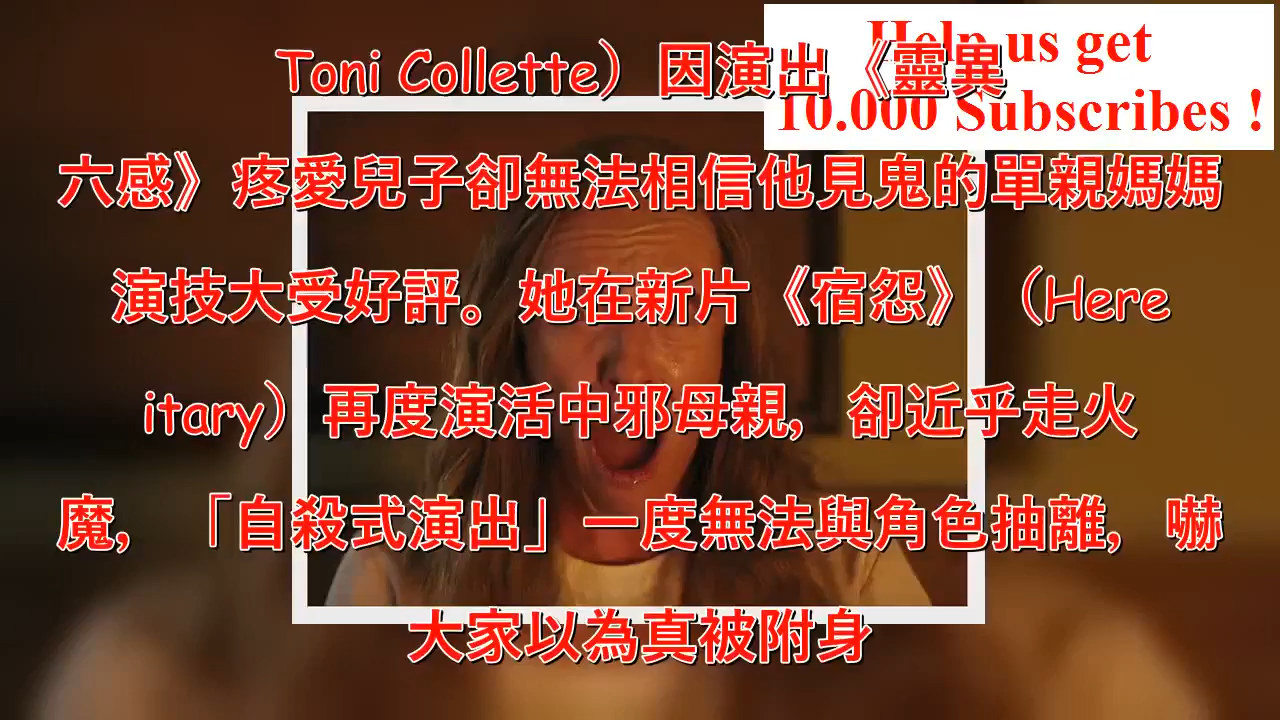 Help us get
10.000 Subscribes !
Toni Collette）因演出《靈異
六感》疼愛兒子卻無法相信他見鬼的單親媽媽
演技大受好評。她在新片《宿怨》（Here
itary）再度演活中邪母親，卻近乎走火
魔，「自殺式演出」一度無法與角色抽離，嚇
大家以為真被附身